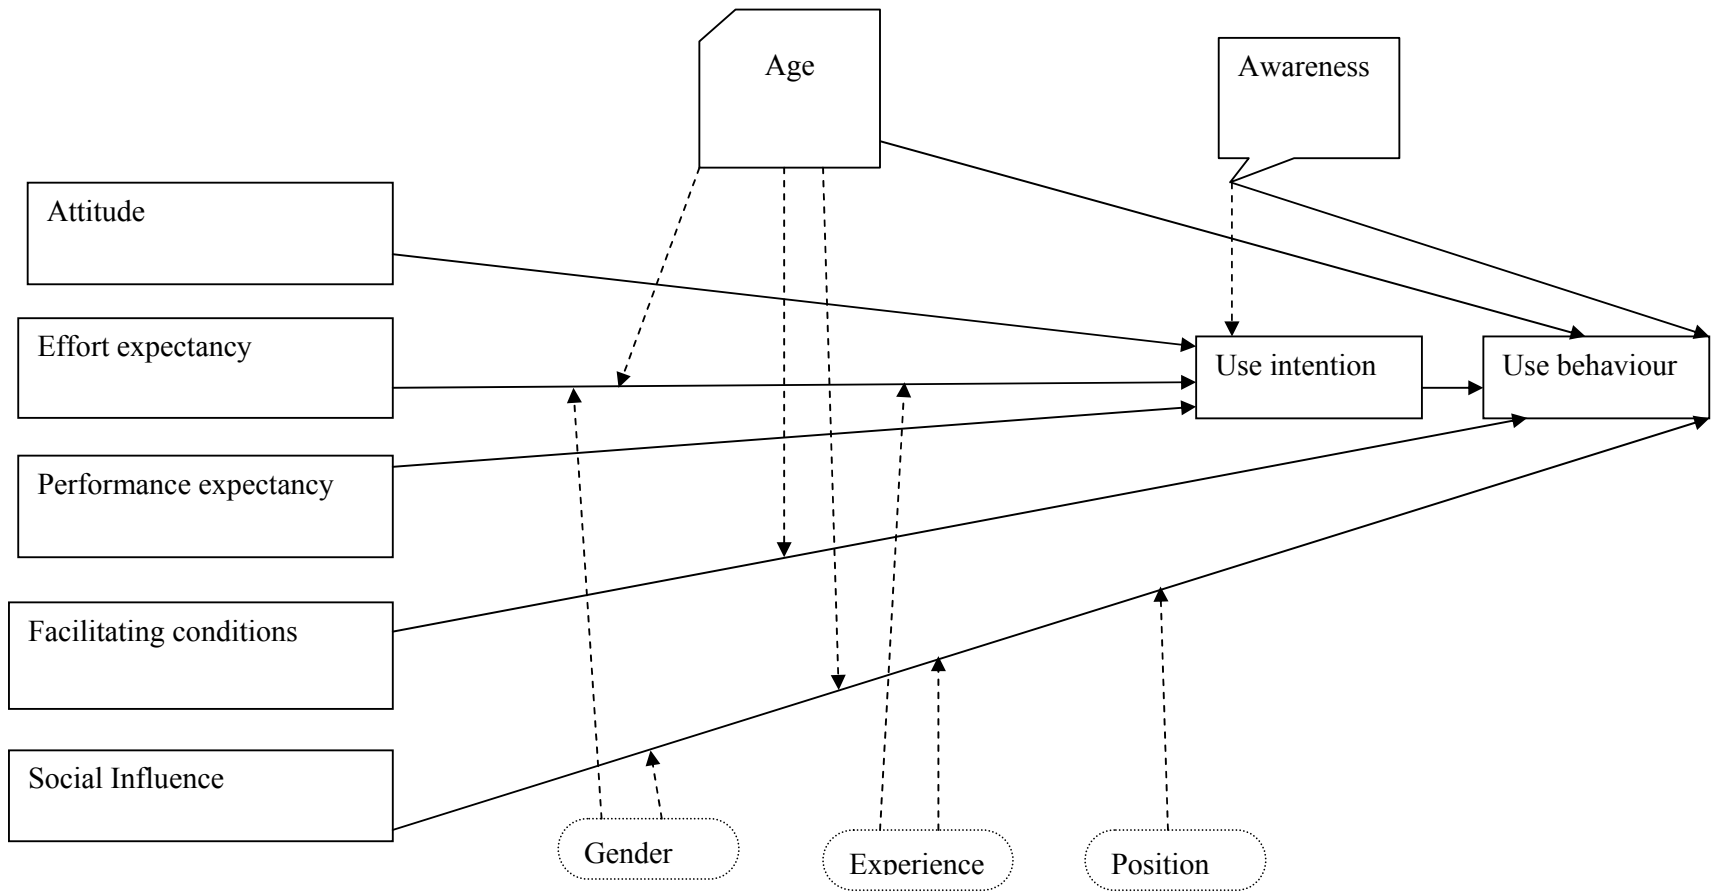 Age
Awareness
Attitude
Effort expectancy
Use intention
Use behaviour
Performance expectancy
Facilitating conditions
Social Influence
Gender
Experience
Position